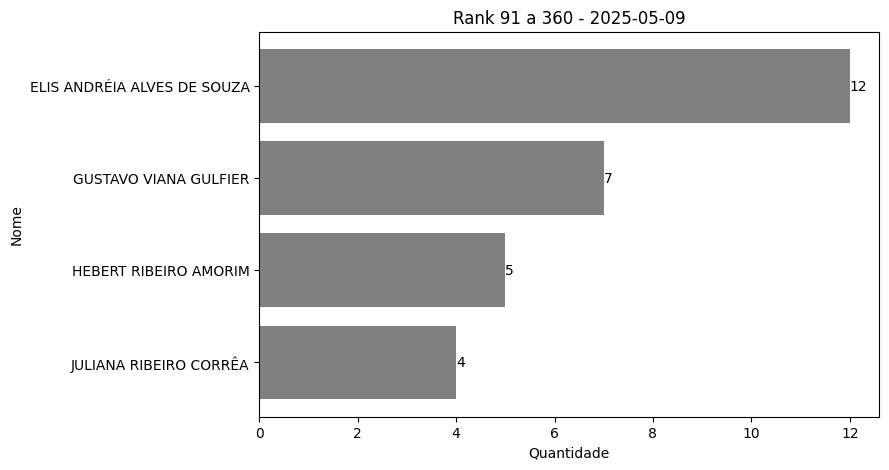 Rank 91 a 360 - 2025-05-09
ELIS ANDRÉIA ALVES DE SOUZA
12
GUSTAVO VIANA GULFIER
7
HEBERT RIBEIRO AMORIM
5
JULIANA RIBEIRO CORRÊA
4
Nome
0 2 4 6 8 10 12
Quantidade